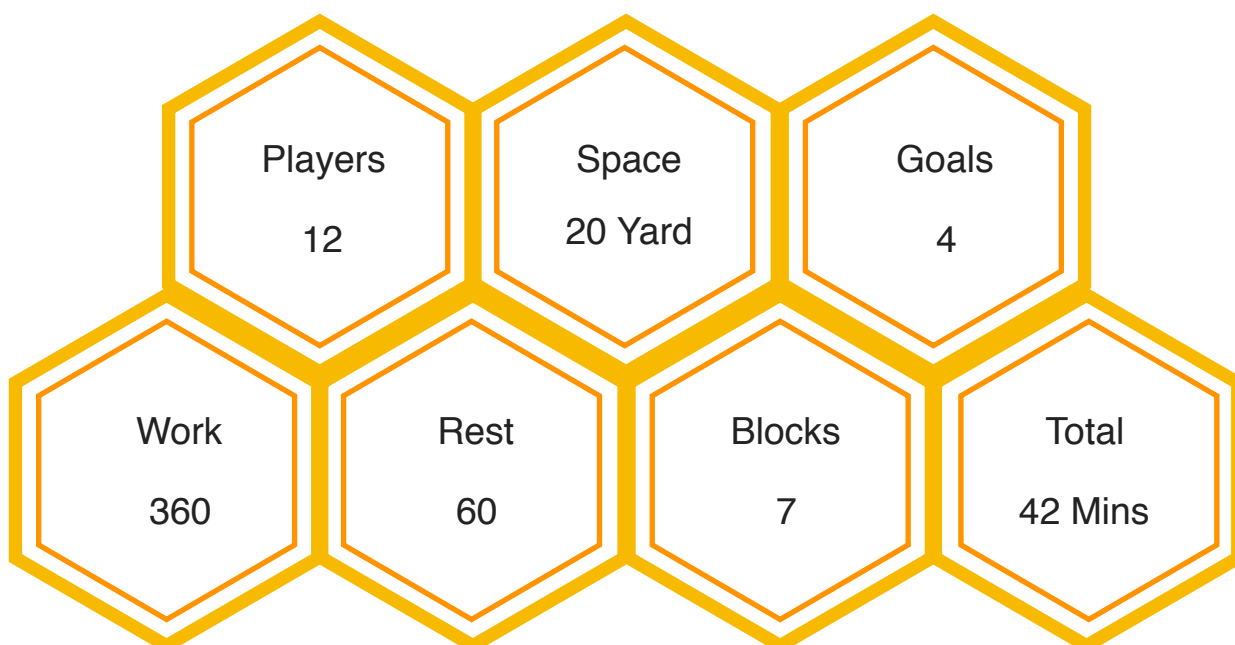 Players
12
Space
20 Yard
Goals
4
Work
360
Rest
60
Blocks
7
Total
42 Mins